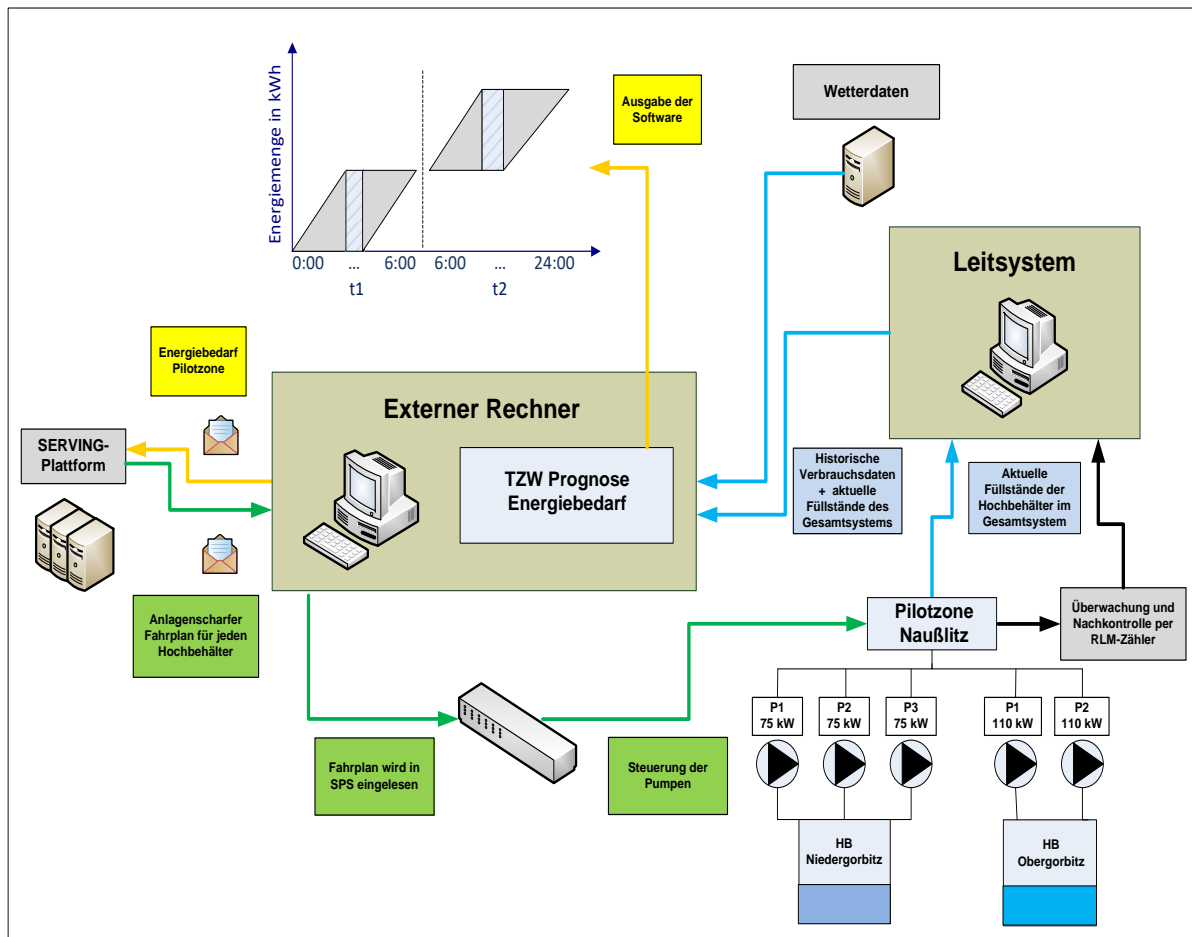 Energiemenge in kWh
0:00 ... 6:00 6:00 ... 24:00
t1 t2
Ausgabe der
Software
Wetterdaten
Leitsystem
Energiebedarf
Pilotzone
SERVING-
Plattform
Externer Rechner
TZW Prognose
Energiebedarf
Historische
Verbrauchsdaten
+ aktuelle
Füllstände des
Gesamtsystems
Aktuelle
Füllstände der
Hochbehälter im
Gesamtsystem
Anlagenscharfer
Fahrplan für jeden
Hochbehälter
Pilotzone
Naußlitz
Überwachung und
Nachkontrolle per
RLM-Zähler
Fahrplan wird in
SPS eingelesen
Steuerung der
Pumpen
P1
75 kW
P2
75 kW
P3
75 kW
P1
110 kW
P2
110 kW
HB
Niedergorbitz
HB
Obergorbitz